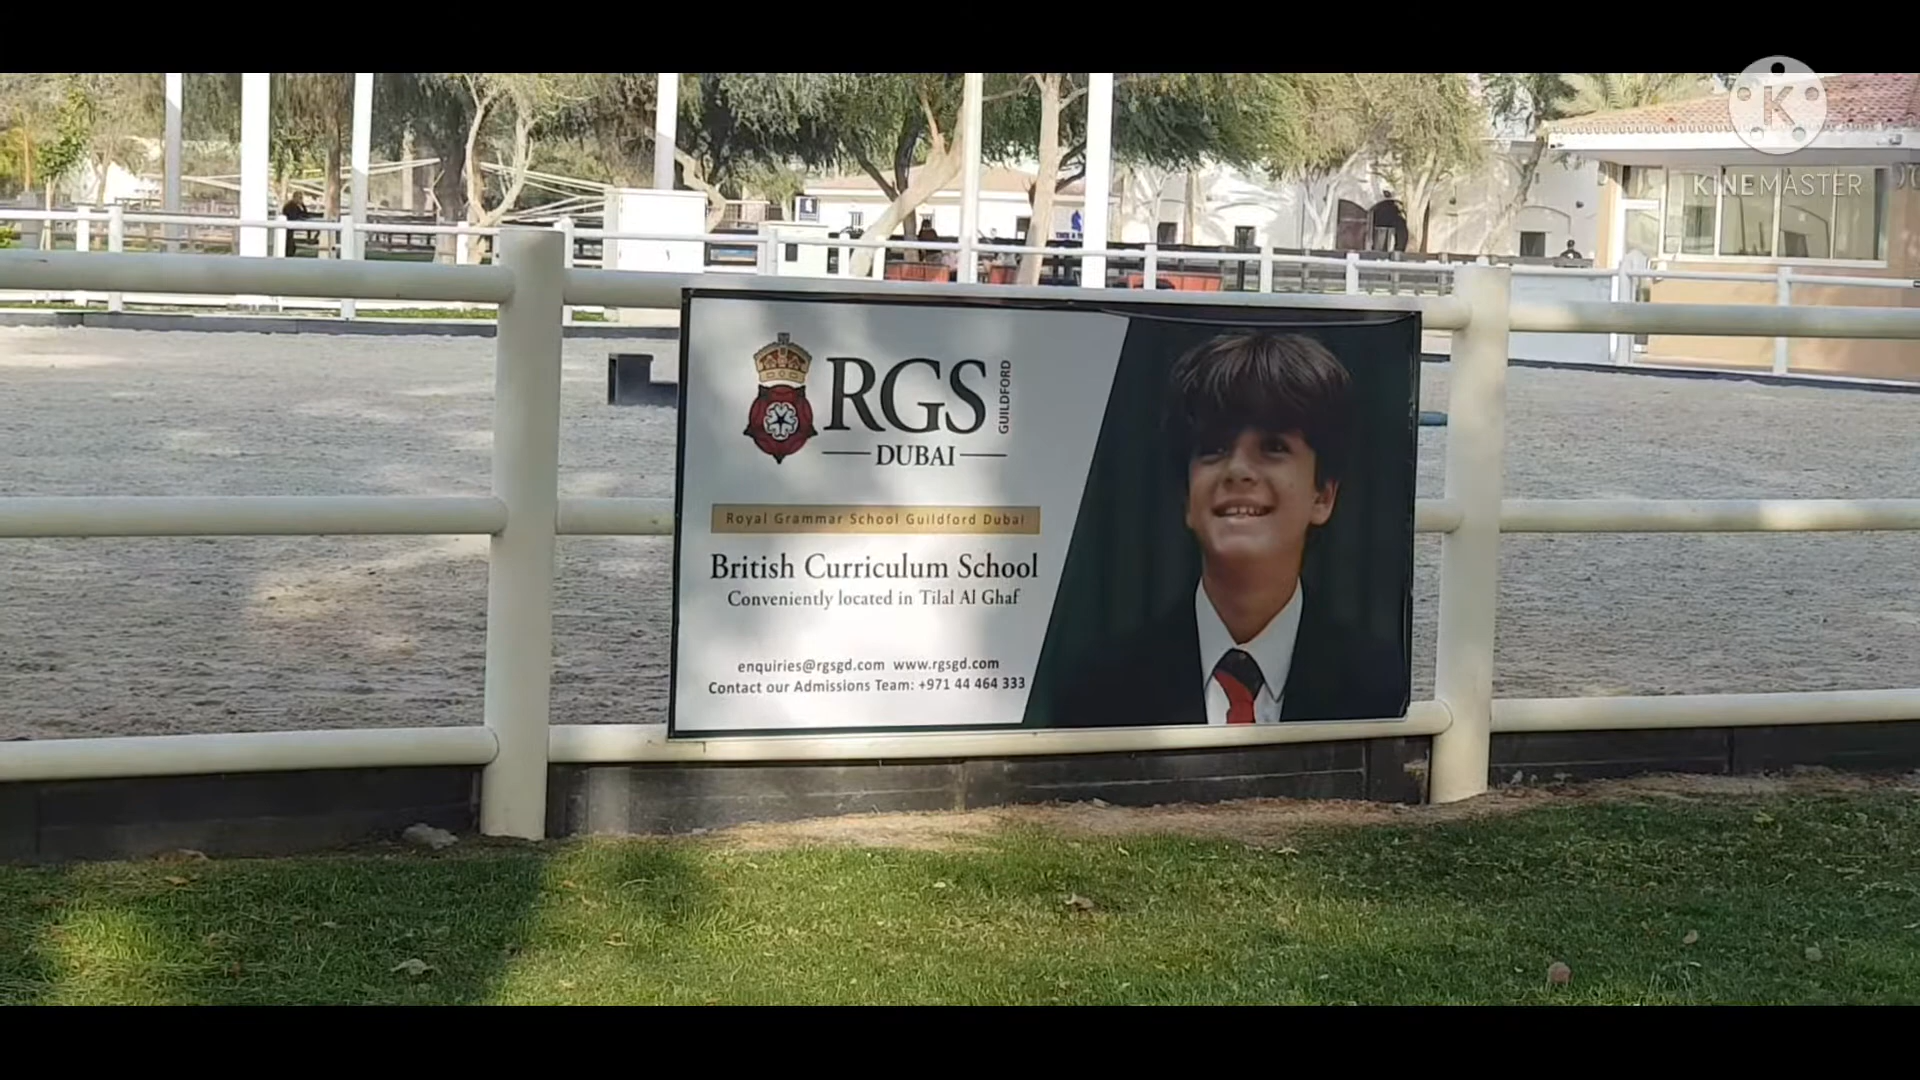 K
KINEMASTER
RGS
GUILDFORD
DUBAI
Royal Grammar School Guildford Dubai
British Curriculum School
Conveniently located in Tilal Al Ghaf
enquiries@rgsgd.com www.rgsgd.com
Contact our Admissions Team: +971 44 464 333